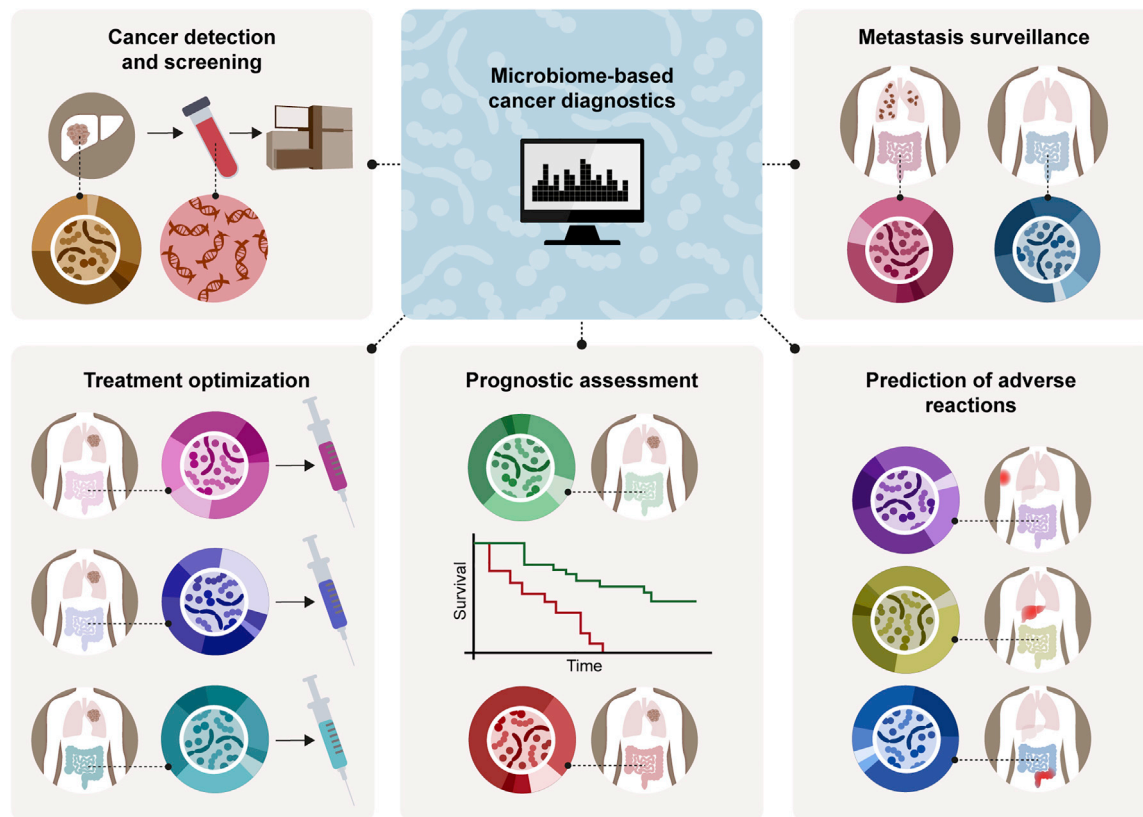 Cancer detection
and screening
Microbiome-based
cancer diagnostics
Metastasis surveillance
Treatment optimization
Prognostic assessment
Survival
Time
Prediction of adverse
reactions